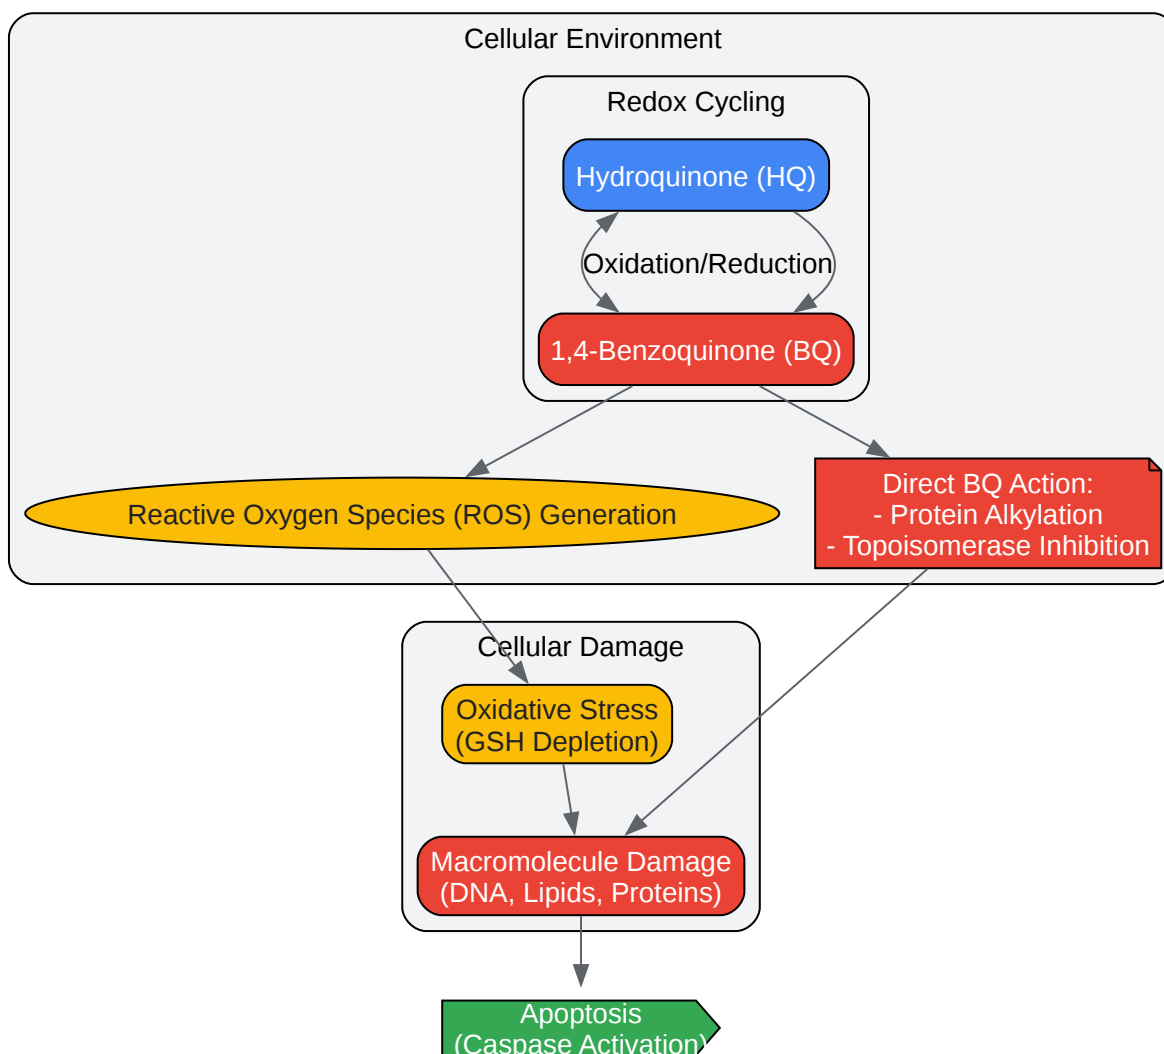 Cellular Environment
Redox Cycling
Hydroquinone (HQ)
Oxidation/Reduction
1,4-Benzoquinone (BQ)
Reactive Oxygen Species (ROS) Generation
Direct BQ Action:
- Protein Alkylation
- Topoisomerase Inhibition
Cellular Damage
Oxidative Stress
(GSH Depletion)
Macromolecule Damage
(DNA, Lipids, Proteins)
Apoptosis
(Caspase Activation)